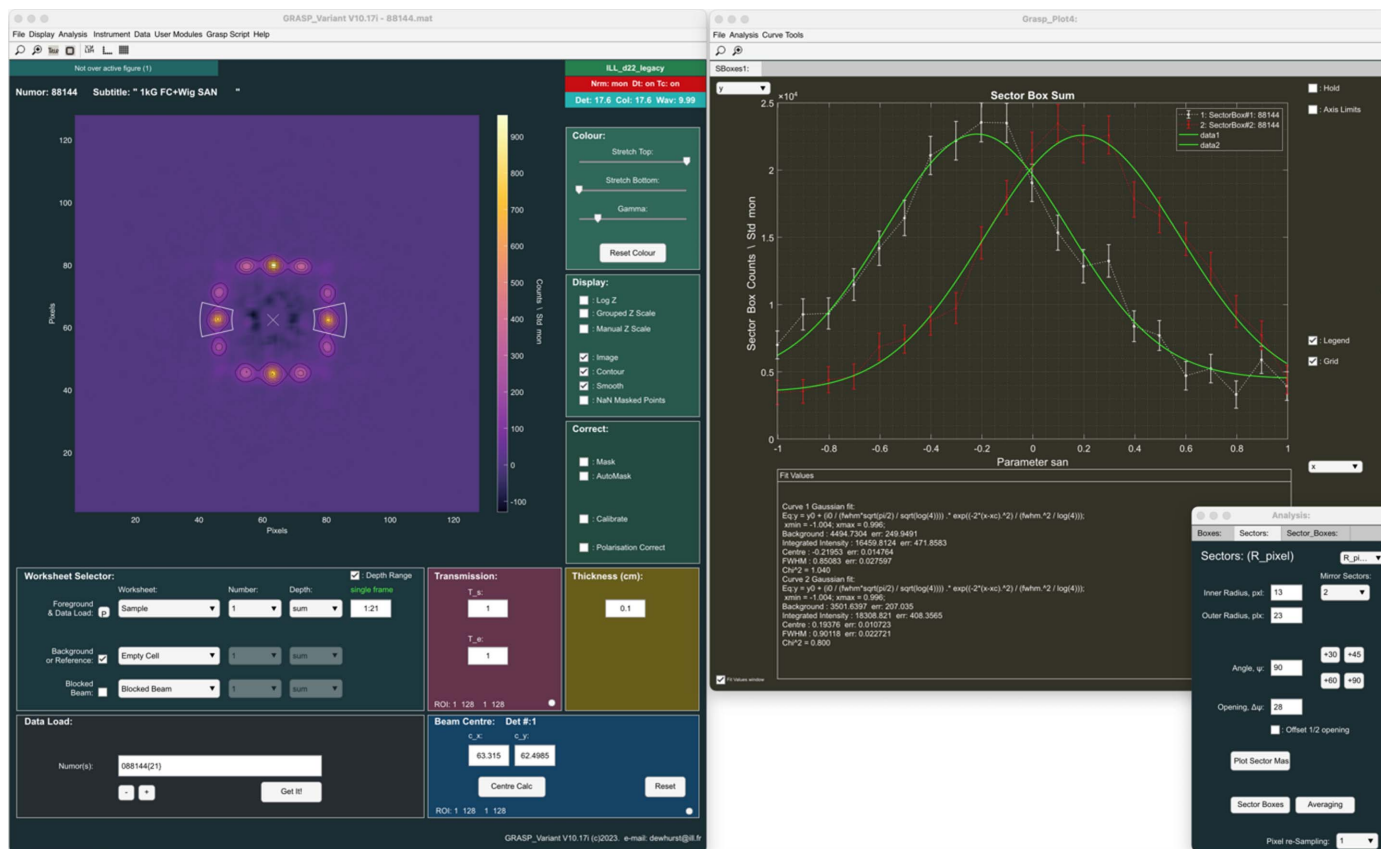 GRASP_Variant V10.17i - 88144.mat
File Display Analysis Instrument Data User Modules Grasp Script Help
Not over active figure (1)
ILL_d22_legacy
Nrm: mon Dt: on Tc: on
Det: 17.6 Col: 17.6 Wav: 9.99
Numor: 88144 Subtitle: " 1kG FC+Wig SAN "
120
100
80
60
40
20
Pixels
20 40 60 80 100 120
Pixels
900
800
700
600
500
400
300
200
100
0
-100
Counts \ Std mon
Colour:
Stretch Top:
Stretch Bottom:
Gamma:
Reset Colour
Display:
: Log Z
: Grouped Z Scale
: Manual Z Scale
: Image
: Contour
: Smooth
: NaN Masked Points
Correct:
: Mask
: AutoMask
: Calibrate
: Polarisation Correct
Worksheet Selector:
: Depth Range
Worksheet: Number: Depth: single frame
Foreground
& Data Load: p Sample 1 sum 1:21
Background
or Reference: Empty Cell 1 sum
Blocked
Beam: Blocked Beam 1 sum
Transmission:
T_s:
1
T_e:
1
ROI: 1 128 1 128
Thickness (cm):
0.1
Data Load:
Numor(s): 088144{21}
- + Get It!
Beam Centre: Det #:1
c_x: c_y:
63.315 62.4985
Centre Calc Reset
ROI: 1 128 1 128
GRASP_Variant V10.17i (c)2023. e-mail: dewhurst@ill.fr
Grasp_Plot4:
File Analysis Curve Tools
SBoxes1:
y
×10⁴
Sector Box Sum
: Hold
: Axis Limits
1: SectorBox#1: 88144
2: SectorBox#2: 88144
data1
data2
2.5
2
1.5
1
0.5
0
Sector Box Counts \ Std mon
-1 -0.8 -0.6 -0.4 -0.2 0 0.2 0.4 0.6 0.8 1
Parameter san
: Legend
: Grid
x
Fit Values
Curve 1 Gaussian fit:
Eq:y = y0 + (i0 / (fwhm*sqrt(pi/2) / sqrt(log(4)))) .* exp((-2*(x-xc).^2) / (fwhm.^2 / log(4)));
xmin = -1.004; xmax = 0.996;
Background : 4494.7304 err: 249.9491
Integrated Intensity : 16459.8124 err: 471.8583
Centre : -0.21953 err: 0.014764
FWHM : 0.85083 err: 0.027597
Chi^2 = 1.040
Curve 2 Gaussian fit:
Eq:y = y0 + (i0 / (fwhm*sqrt(pi/2) / sqrt(log(4)))) .* exp((-2*(x-xc).^2) / (fwhm.^2 / log(4)));
xmin = -1.004; xmax = 0.996;
Background : 3501.6397 err: 207.035
Integrated Intensity : 18308.821 err: 408.3565
Centre : 0.19376 err: 0.010723
FWHM : 0.90118 err: 0.022721
Chi^2 = 0.800
Fit Values window
Analysis:
Boxes: Sectors: Sector_Boxes:
Sectors: (R_pixel)
R_pi...
Mirror Sectors:
Inner Radius, pxl: 13 2
Outer Radius, plx: 23
Angle, ψ: 90
+30 +45
+60 +90
Opening, Δψ: 28
: Offset 1/2 opening
Plot Sector Mas
Sector Boxes Averaging
Pixel re-Sampling: 1